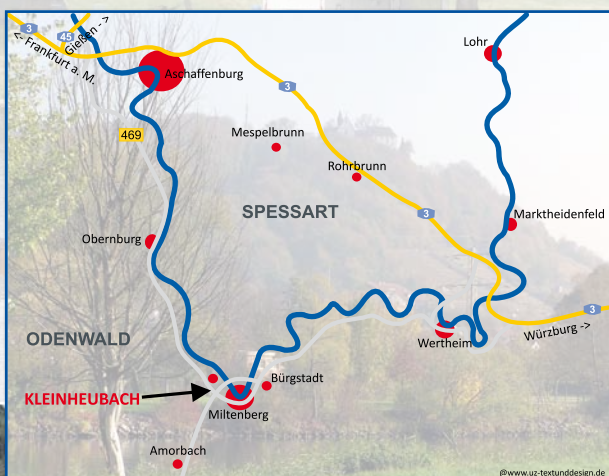 3
45
Gießen ->
<- Frankfurt a. M.
Lohr
Aschaffenburg
3
469
Mespelbrunn
Rohrbrunn
SPESSART
3
Marktheidenfeld
Obernburg
3
Würzburg ->
ODENWALD
Wertheim
Bürgstadt
KLEINHEUBACH
Miltenberg
Amorbach
@www.uz-textunddesign.de